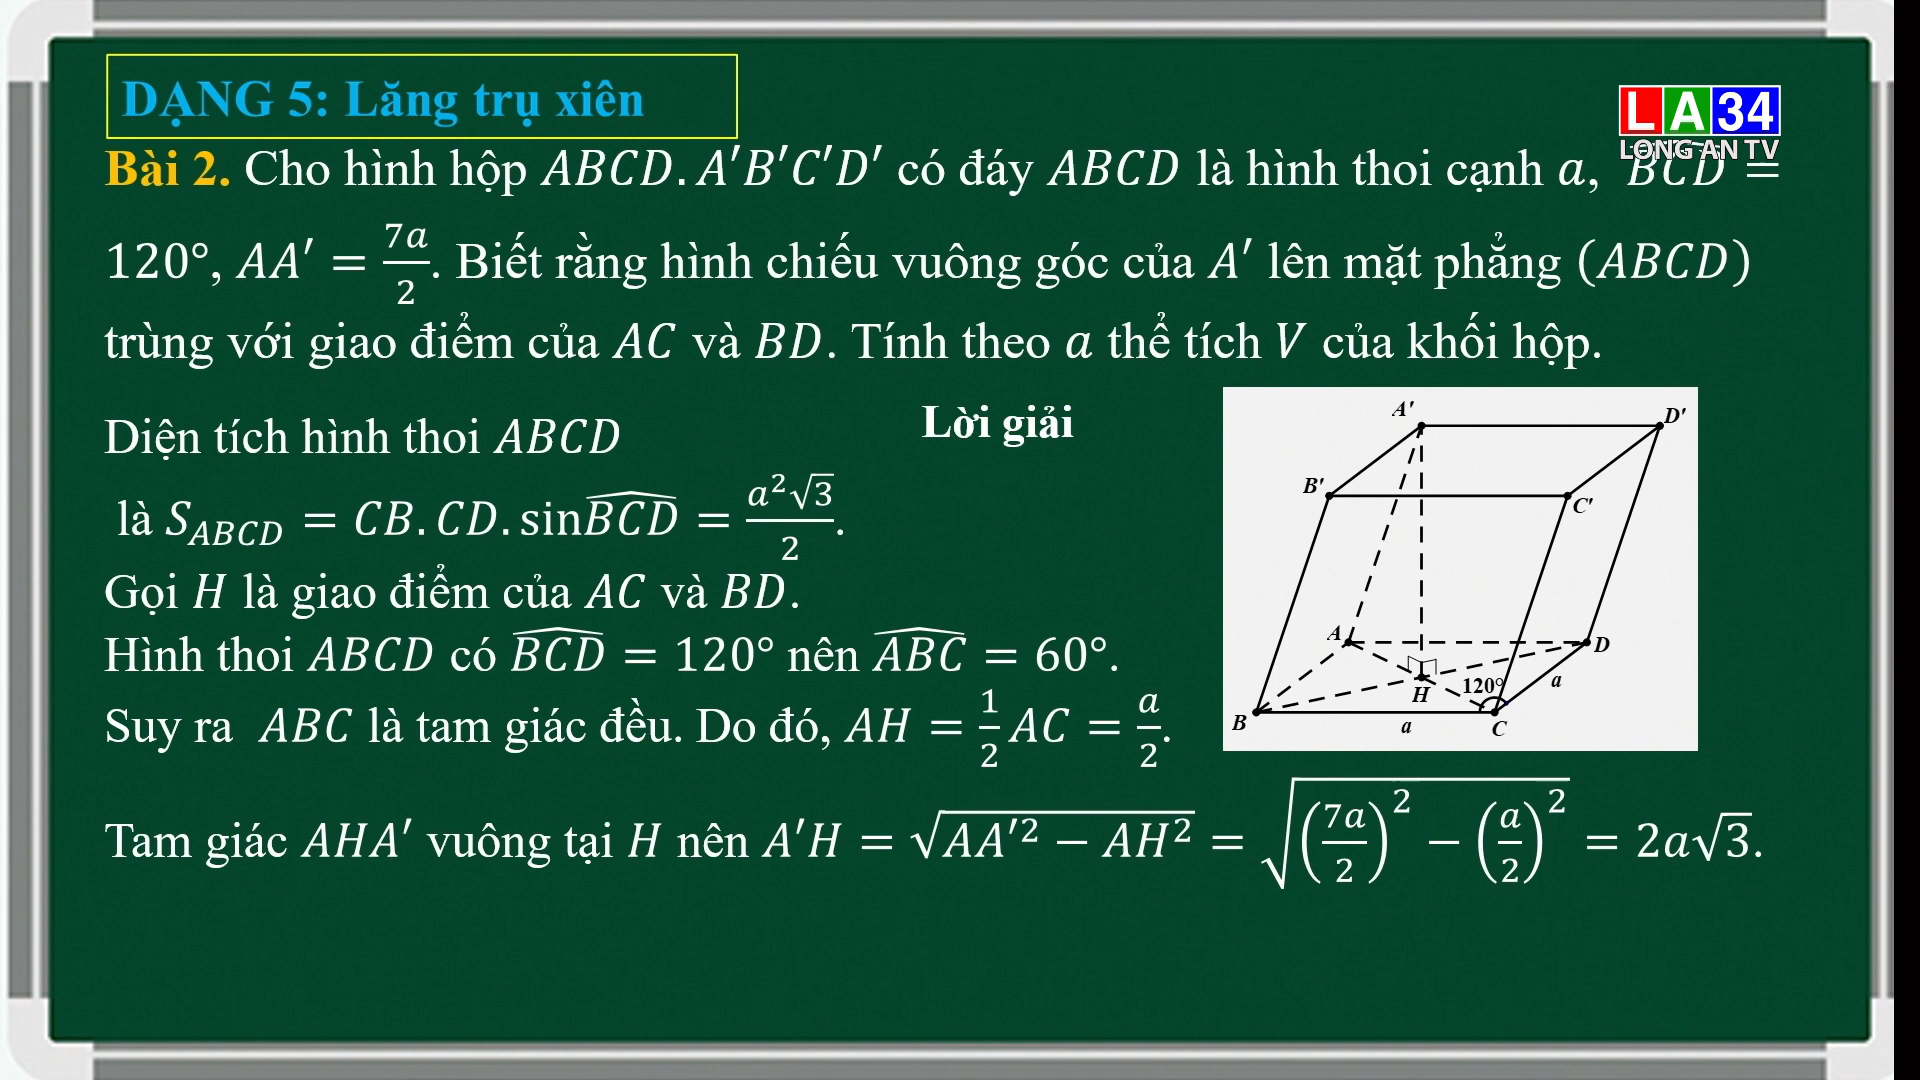 DẠNG 5: Lăng trụ xiên
LA34
LONG AN TV
Bài 2. Cho hình hộp ABCD.A′B′C′D′ có đáy ABCD là hình thoi cạnh a, BCD =
120°, AA′ = 7a/2. Biết rằng hình chiếu vuông góc của A′ lên mặt phẳng (ABCD)
trùng với giao điểm của AC và BD. Tính theo a thể tích V của khối hộp.
Lời giải
Diện tích hình thoi ABCD
là S_ABCD = CB.CD.sin\widehat{BCD} = a²√3/2.
Gọi H là giao điểm của AC và BD.
Hình thoi ABCD có \widehat{BCD} = 120° nên \widehat{ABC} = 60°.
Suy ra ABC là tam giác đều. Do đó, AH = 1/2 AC = a/2.
Tam giác AHA′ vuông tại H nên A′H = √(AA′² − AH²) = √((7a/2)² − (a/2)²) = 2a√3.
A'
D'
B'
C'
A
D
H
120°
a
B
a
C